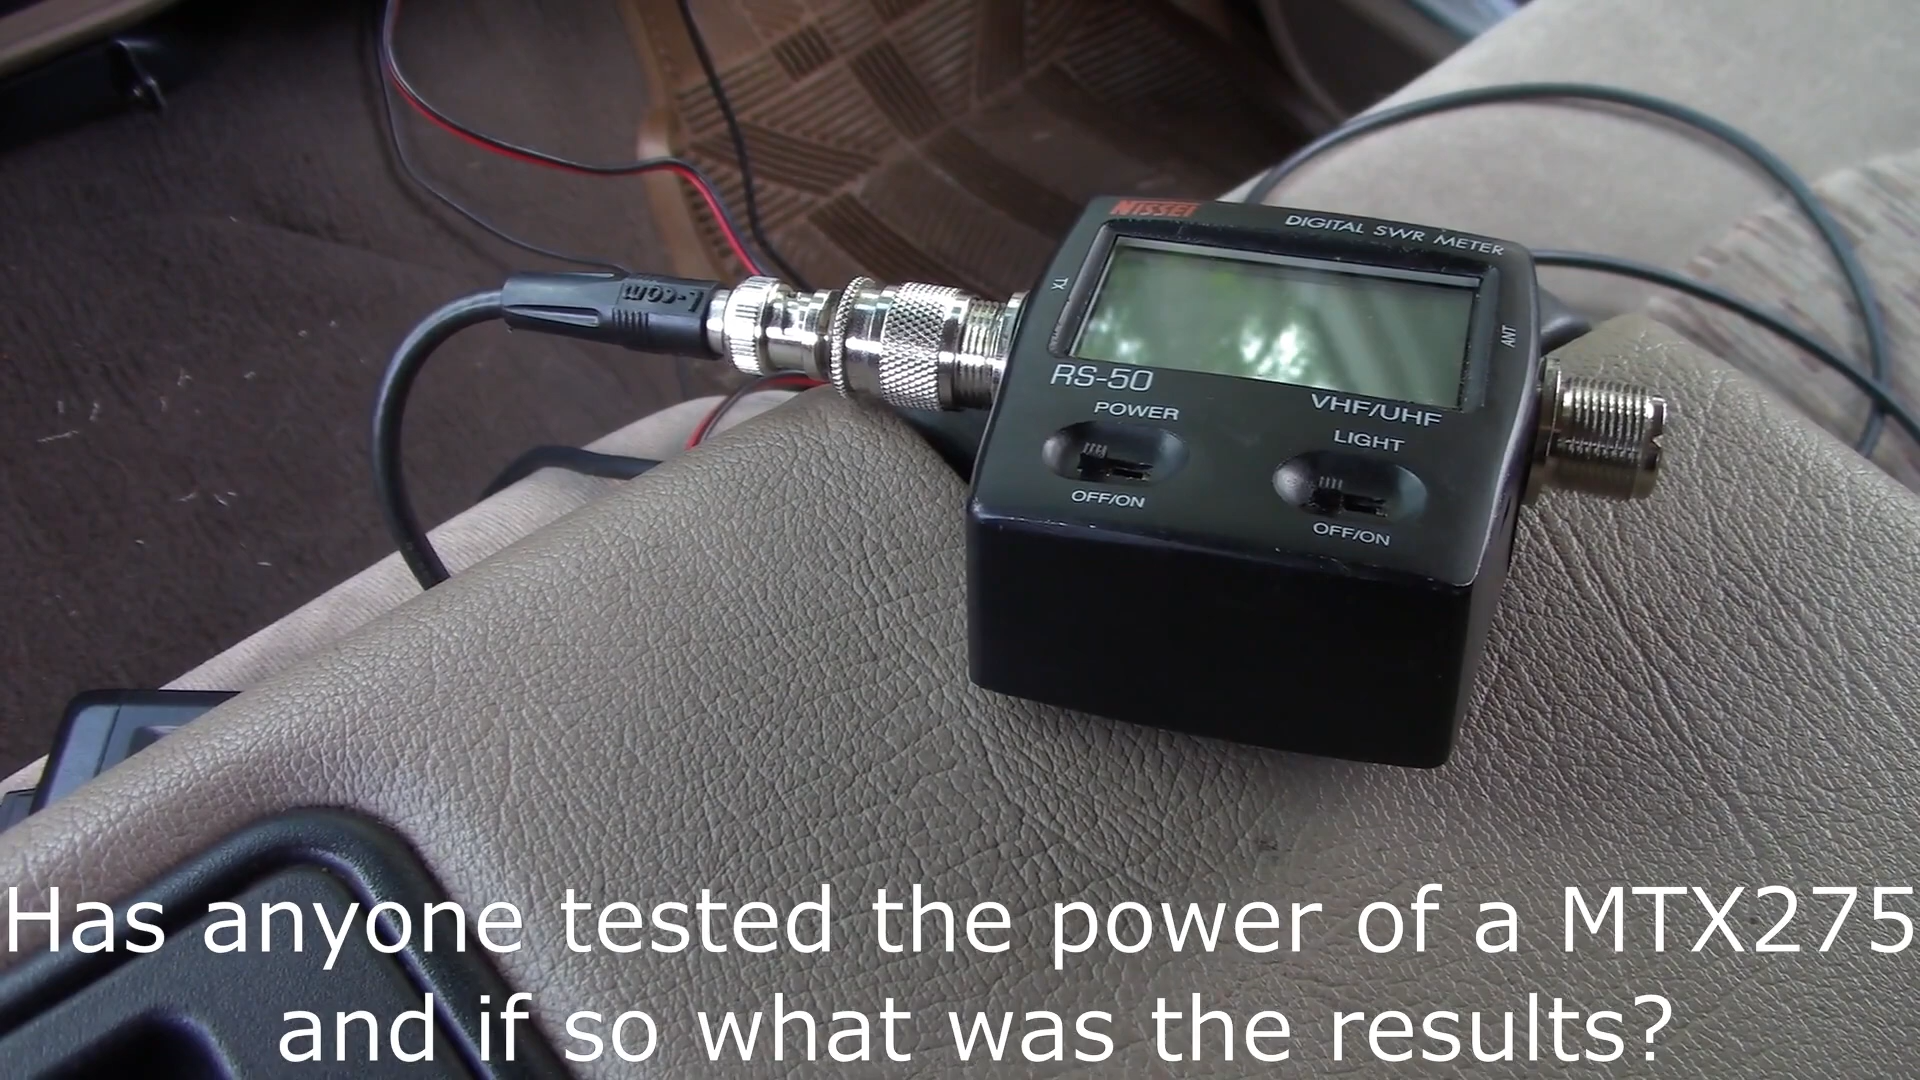 NISSEI
DIGITAL SWR METER
TX
ANT
L-com
RS-50
VHF/UHF
POWER
LIGHT
OFF/ON
OFF/ON
Has anyone tested the power of a MTX275
and if so what was the results?